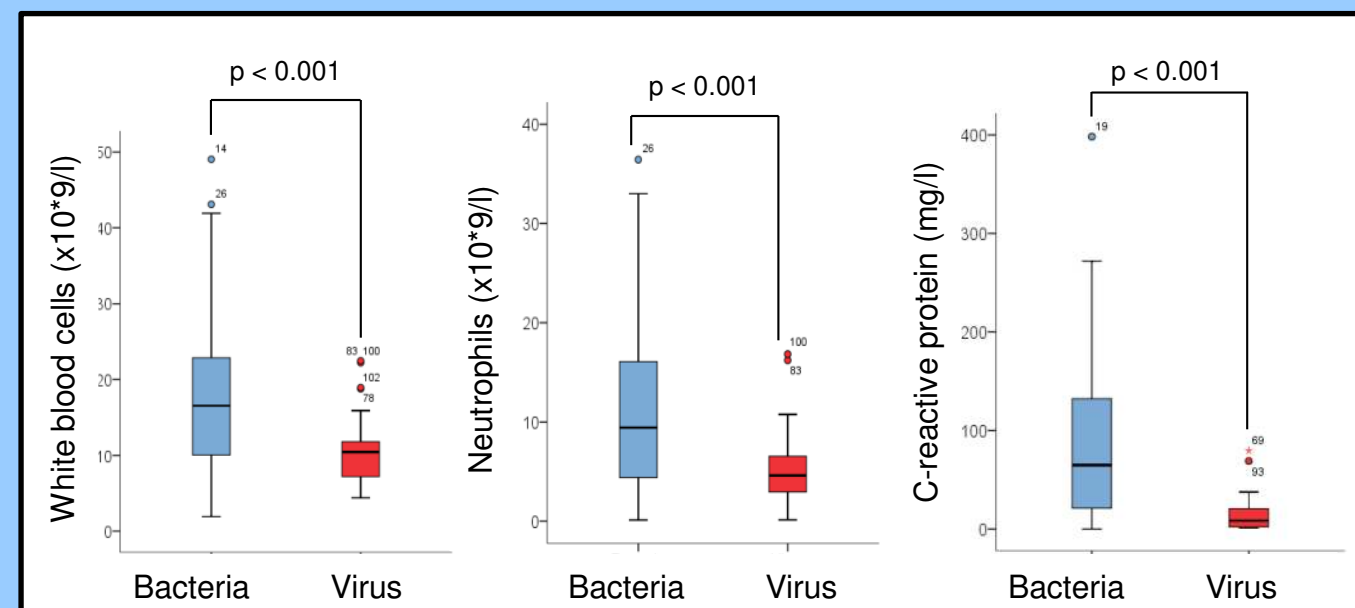 p < 0.001
White blood cells (x10*9/l)
50
40
30
20
10
0
14
26
83 100
102
78
Bacteria
Virus
p < 0.001
Neutrophils (x10*9/l)
40
30
20
10
0
26
100
83
Bacteria
Virus
p < 0.001
C-reactive protein (mg/l)
400
300
200
100
0
19
69
93
Bacteria
Virus